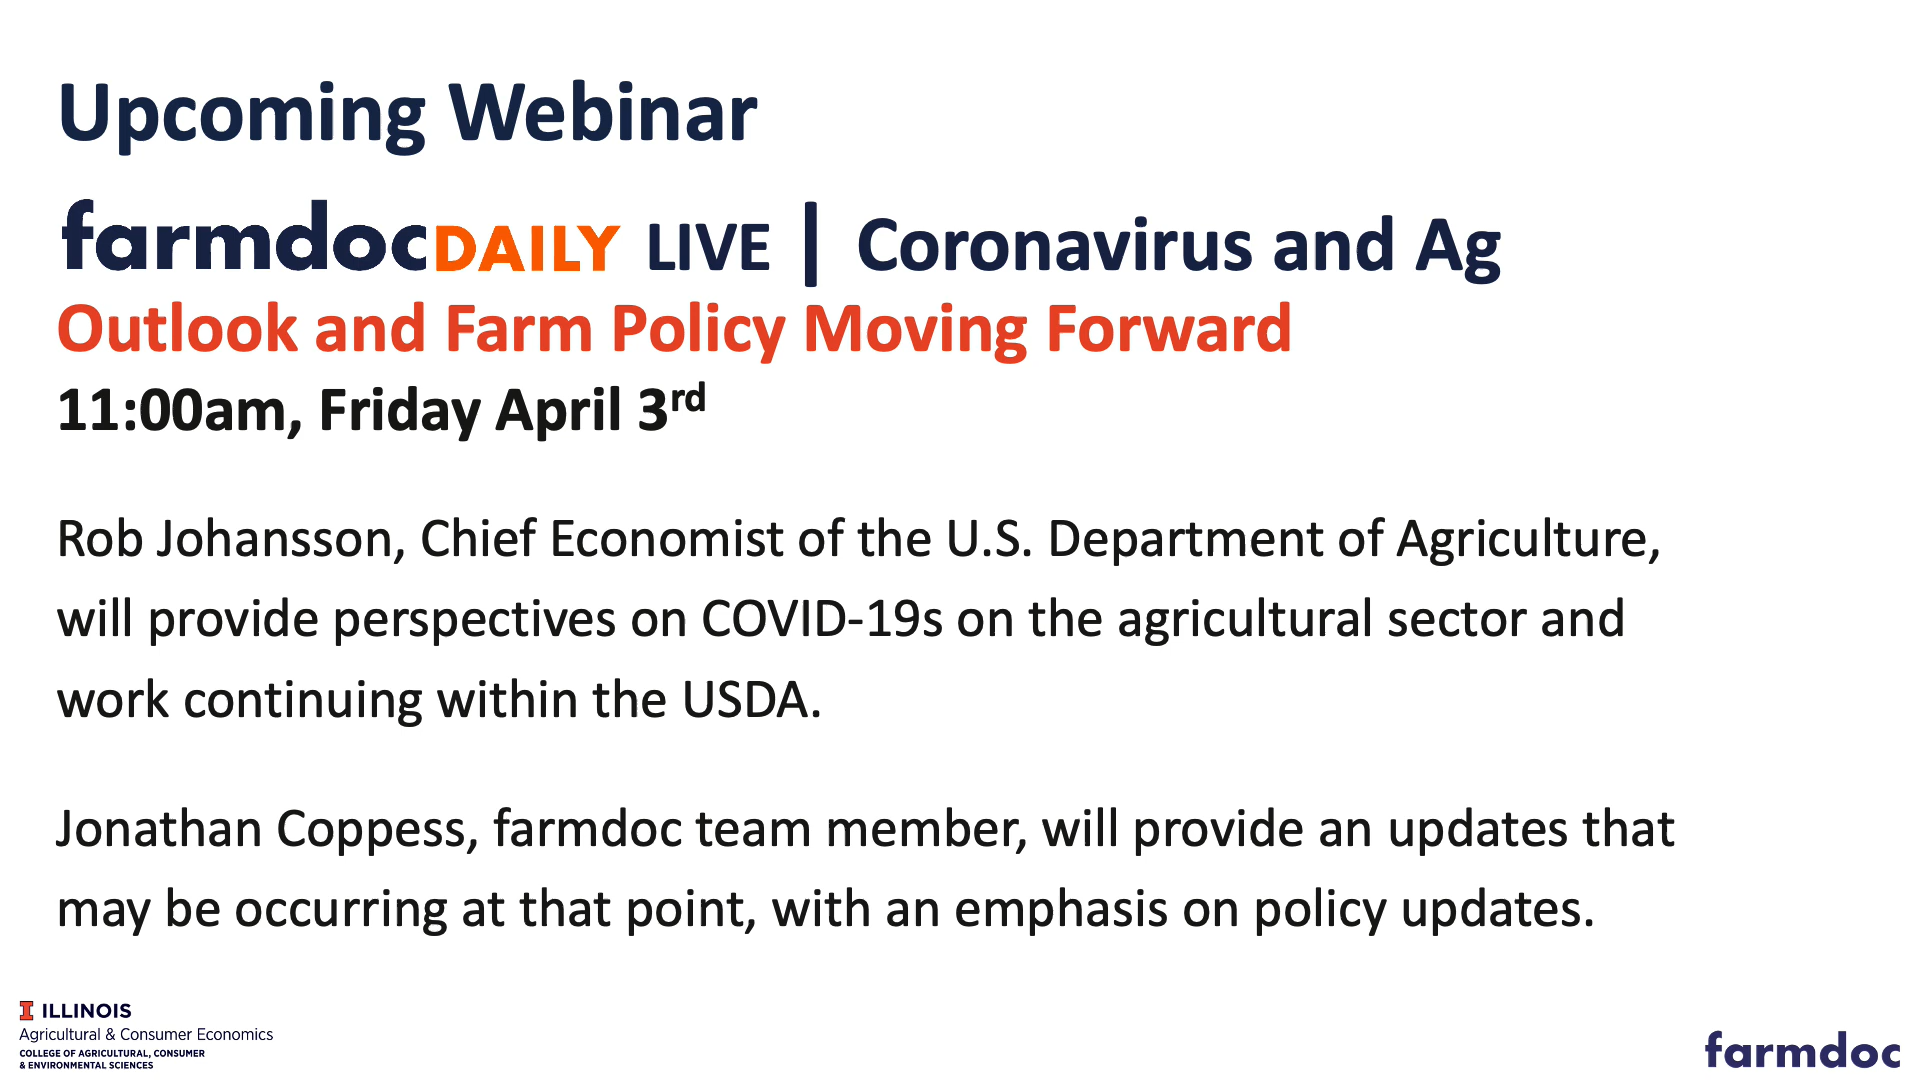 Upcoming Webinar
farmdocDAILY LIVE | Coronavirus and Ag
Outlook and Farm Policy Moving Forward
11:00am, Friday April 3rd
Rob Johansson, Chief Economist of the U.S. Department of Agriculture,
will provide perspectives on COVID-19s on the agricultural sector and
work continuing within the USDA.
Jonathan Coppess, farmdoc team member, will provide an updates that
may be occurring at that point, with an emphasis on policy updates.
I ILLINOIS
Agricultural & Consumer Economics
COLLEGE OF AGRICULTURAL, CONSUMER
& ENVIRONMENTAL SCIENCES
farmdoc